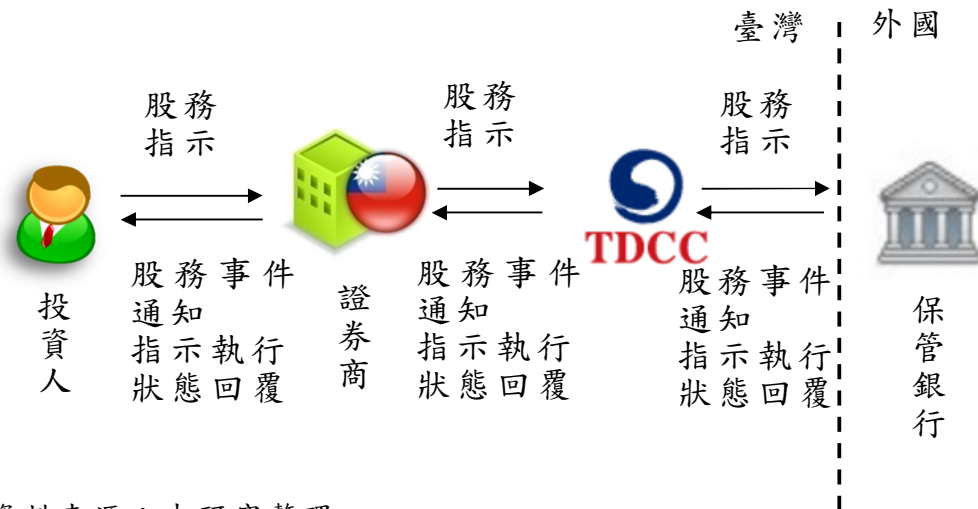 臺灣
外國
股務
指示
股務
指示
股務
指示
TDCC
股務事件
通知
指示執行
狀態回覆
股務事件
通知
指示執行
狀態回覆
股務事件
通知
指示執行
狀態回覆
投資人
證券商
保管銀行